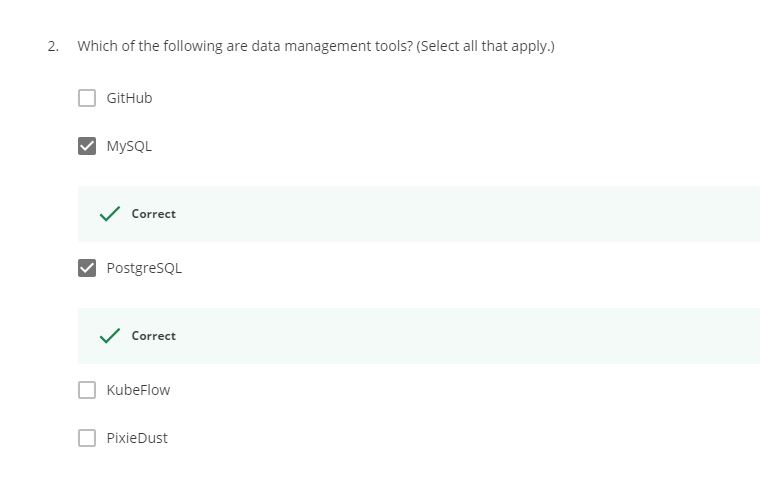 2. Which of the following are data management tools? (Select all that apply.)
GitHub
MySQL
Correct
PostgreSQL
Correct
KubeFlow
PixieDust